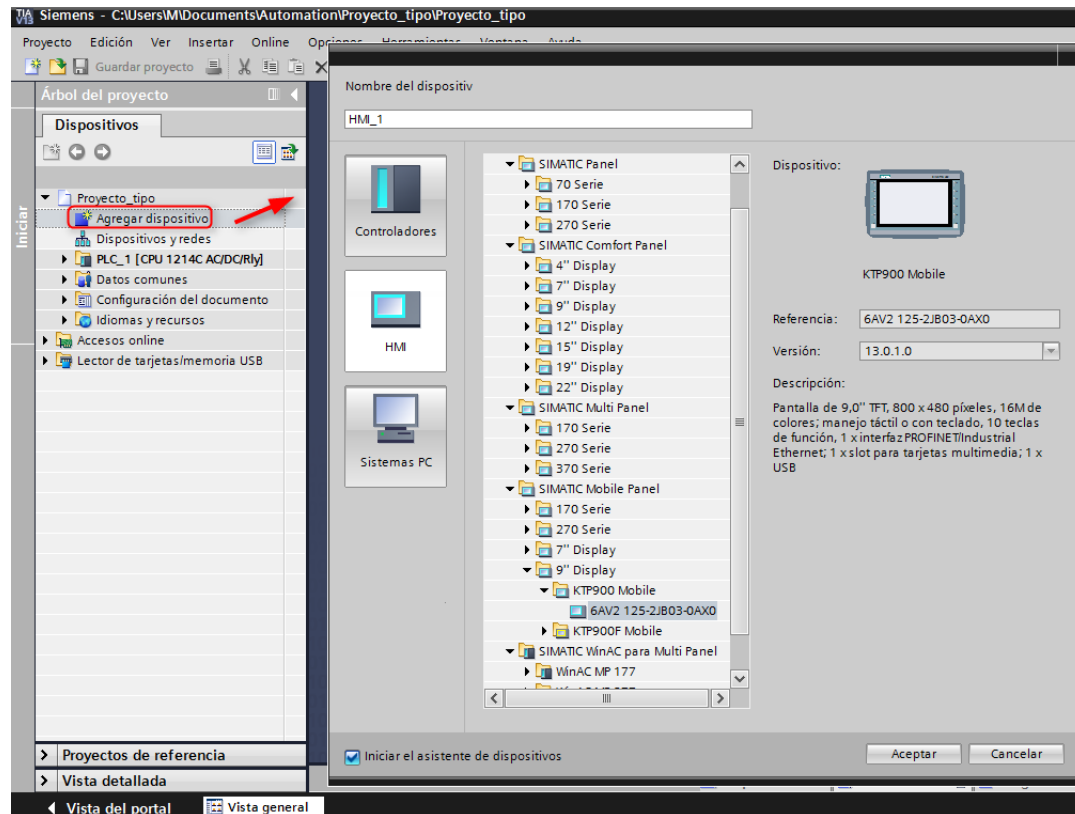 TIA
V13
Siemens - C:\Users\M\Documents\Automation\Proyecto_tipo\Proyecto_tipo
Proyecto Edición Ver Insertar Online Opciones Herramientas Ventana Ayuda
Guardar proyecto
Árbol del proyecto
Dispositivos
Iniciar
Proyecto_tipo
Agregar dispositivo
Dispositivos y redes
PLC_1 [CPU 1214C AC/DC/Rly]
Datos comunes
Configuración del documento
Idiomas y recursos
Accesos online
Lector de tarjetas/memoria USB
Proyectos de referencia
Vista detallada
Vista del portal
Vista general
Nombre del dispositiv
HMI_1
Controladores
HMI
Sistemas PC
SIMATIC Panel
70 Serie
170 Serie
270 Serie
SIMATIC Comfort Panel
4'' Display
7'' Display
9'' Display
12'' Display
15'' Display
19'' Display
22'' Display
SIMATIC Multi Panel
170 Serie
270 Serie
370 Serie
SIMATIC Mobile Panel
170 Serie
270 Serie
7'' Display
9'' Display
KTP900 Mobile
6AV2 125-2JB03-0AX0
KTP900F Mobile
SIMATIC WinAC para Multi Panel
WinAC MP 177
Dispositivo:
KTP900 Mobile
Referencia: 6AV2 125-2JB03-0AX0
Versión: 13.0.1.0
Descripción:
Pantalla de 9,0'' TFT, 800 x 480 píxeles, 16M de
colores; manejo táctil o con teclado, 10 teclas
de función, 1 x interfaz PROFINET/Industrial
Ethernet; 1 x slot para tarjetas multimedia; 1 x
USB
Iniciar el asistente de dispositivos
Aceptar
Cancelar